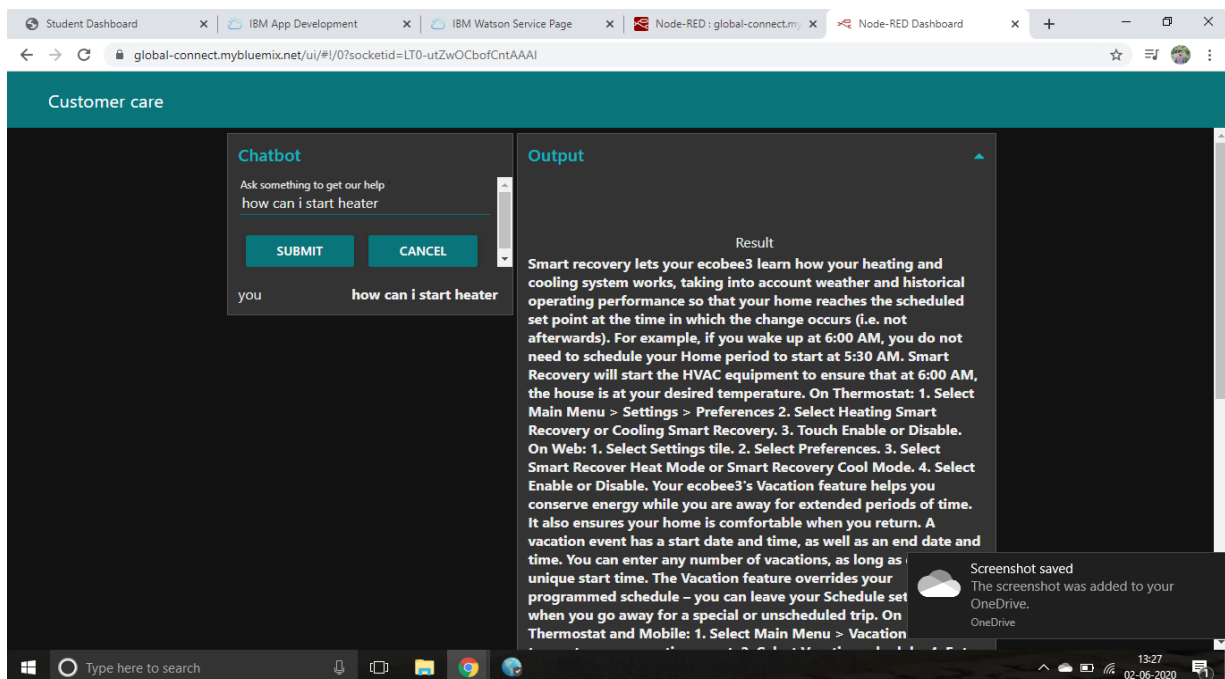 Student Dashboard
IBM App Development
IBM Watson Service Page
Node-RED : global-connect.my
Node-RED Dashboard
global-connect.mybluemix.net/ui/#!/0?socketid=LT0-utZwOCbofCntAAAI
Customer care
Chatbot
Ask something to get our help
how can i start heater
SUBMIT CANCEL
you how can i start heater
Output
Result
Smart recovery lets your ecobee3 learn how your heating and
cooling system works, taking into account weather and historical
operating performance so that your home reaches the scheduled
set point at the time in which the change occurs (i.e. not
afterwards). For example, if you wake up at 6:00 AM, you do not
need to schedule your Home period to start at 5:30 AM. Smart
Recovery will start the HVAC equipment to ensure that at 6:00 AM,
the house is at your desired temperature. On Thermostat: 1. Select
Main Menu > Settings > Preferences 2. Select Heating Smart
Recovery or Cooling Smart Recovery. 3. Touch Enable or Disable.
On Web: 1. Select Settings tile. 2. Select Preferences. 3. Select
Smart Recover Heat Mode or Smart Recovery Cool Mode. 4. Select
Enable or Disable. Your ecobee3's Vacation feature helps you
conserve energy while you are away for extended periods of time.
It also ensures your home is comfortable when you return. A
vacation event has a start date and time, as well as an end date and
time. You can enter any number of vacations, as long as
unique start time. The Vacation feature overrides your
programmed schedule – you can leave your Schedule set
when you go away for a special or unscheduled trip. On
Thermostat and Mobile: 1. Select Main Menu > Vacation
Screenshot saved
The screenshot was added to your
OneDrive.
OneDrive
Type here to search
13:27
02-06-2020
1